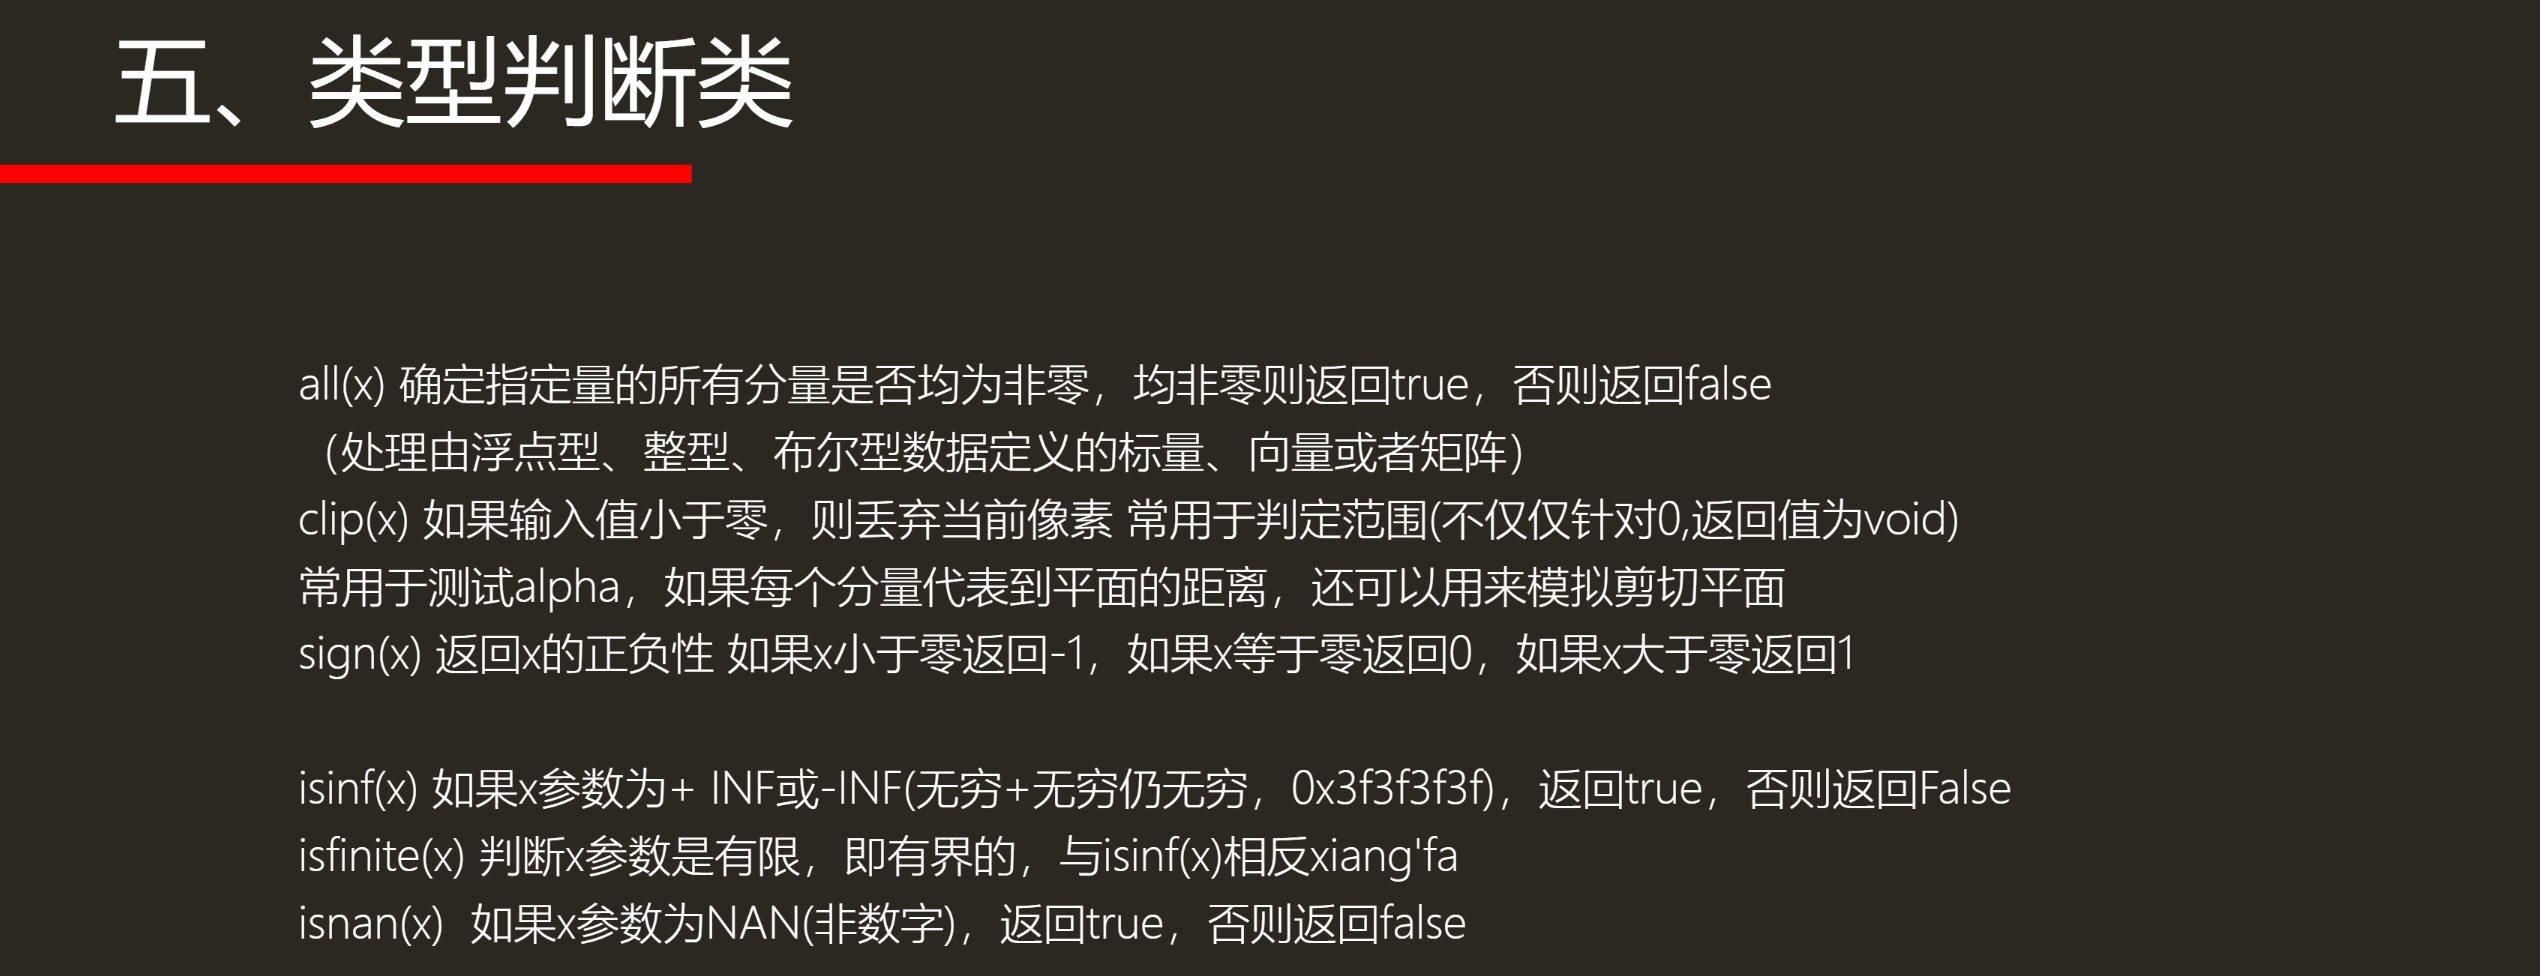 五、类型判断类
all(x) 确定指定量的所有分量是否均为非零，均非零则返回true，否则返回false
（处理由浮点型、整型、布尔型数据定义的标量、向量或者矩阵）
clip(x) 如果输入值小于零，则丢弃当前像素 常用于判定范围(不仅仅针对0,返回值为void)
常用于测试alpha，如果每个分量代表到平面的距离，还可以用来模拟剪切平面
sign(x) 返回x的正负性 如果x小于零返回-1，如果x等于零返回0，如果x大于零返回1
isinf(x) 如果x参数为+ INF或-INF(无穷+无穷仍无穷，0x3f3f3f3f)，返回true，否则返回False
isfinite(x) 判断x参数是有限，即有界的，与isinf(x)相反xiang'fa
isnan(x)  如果x参数为NAN(非数字)，返回true，否则返回false